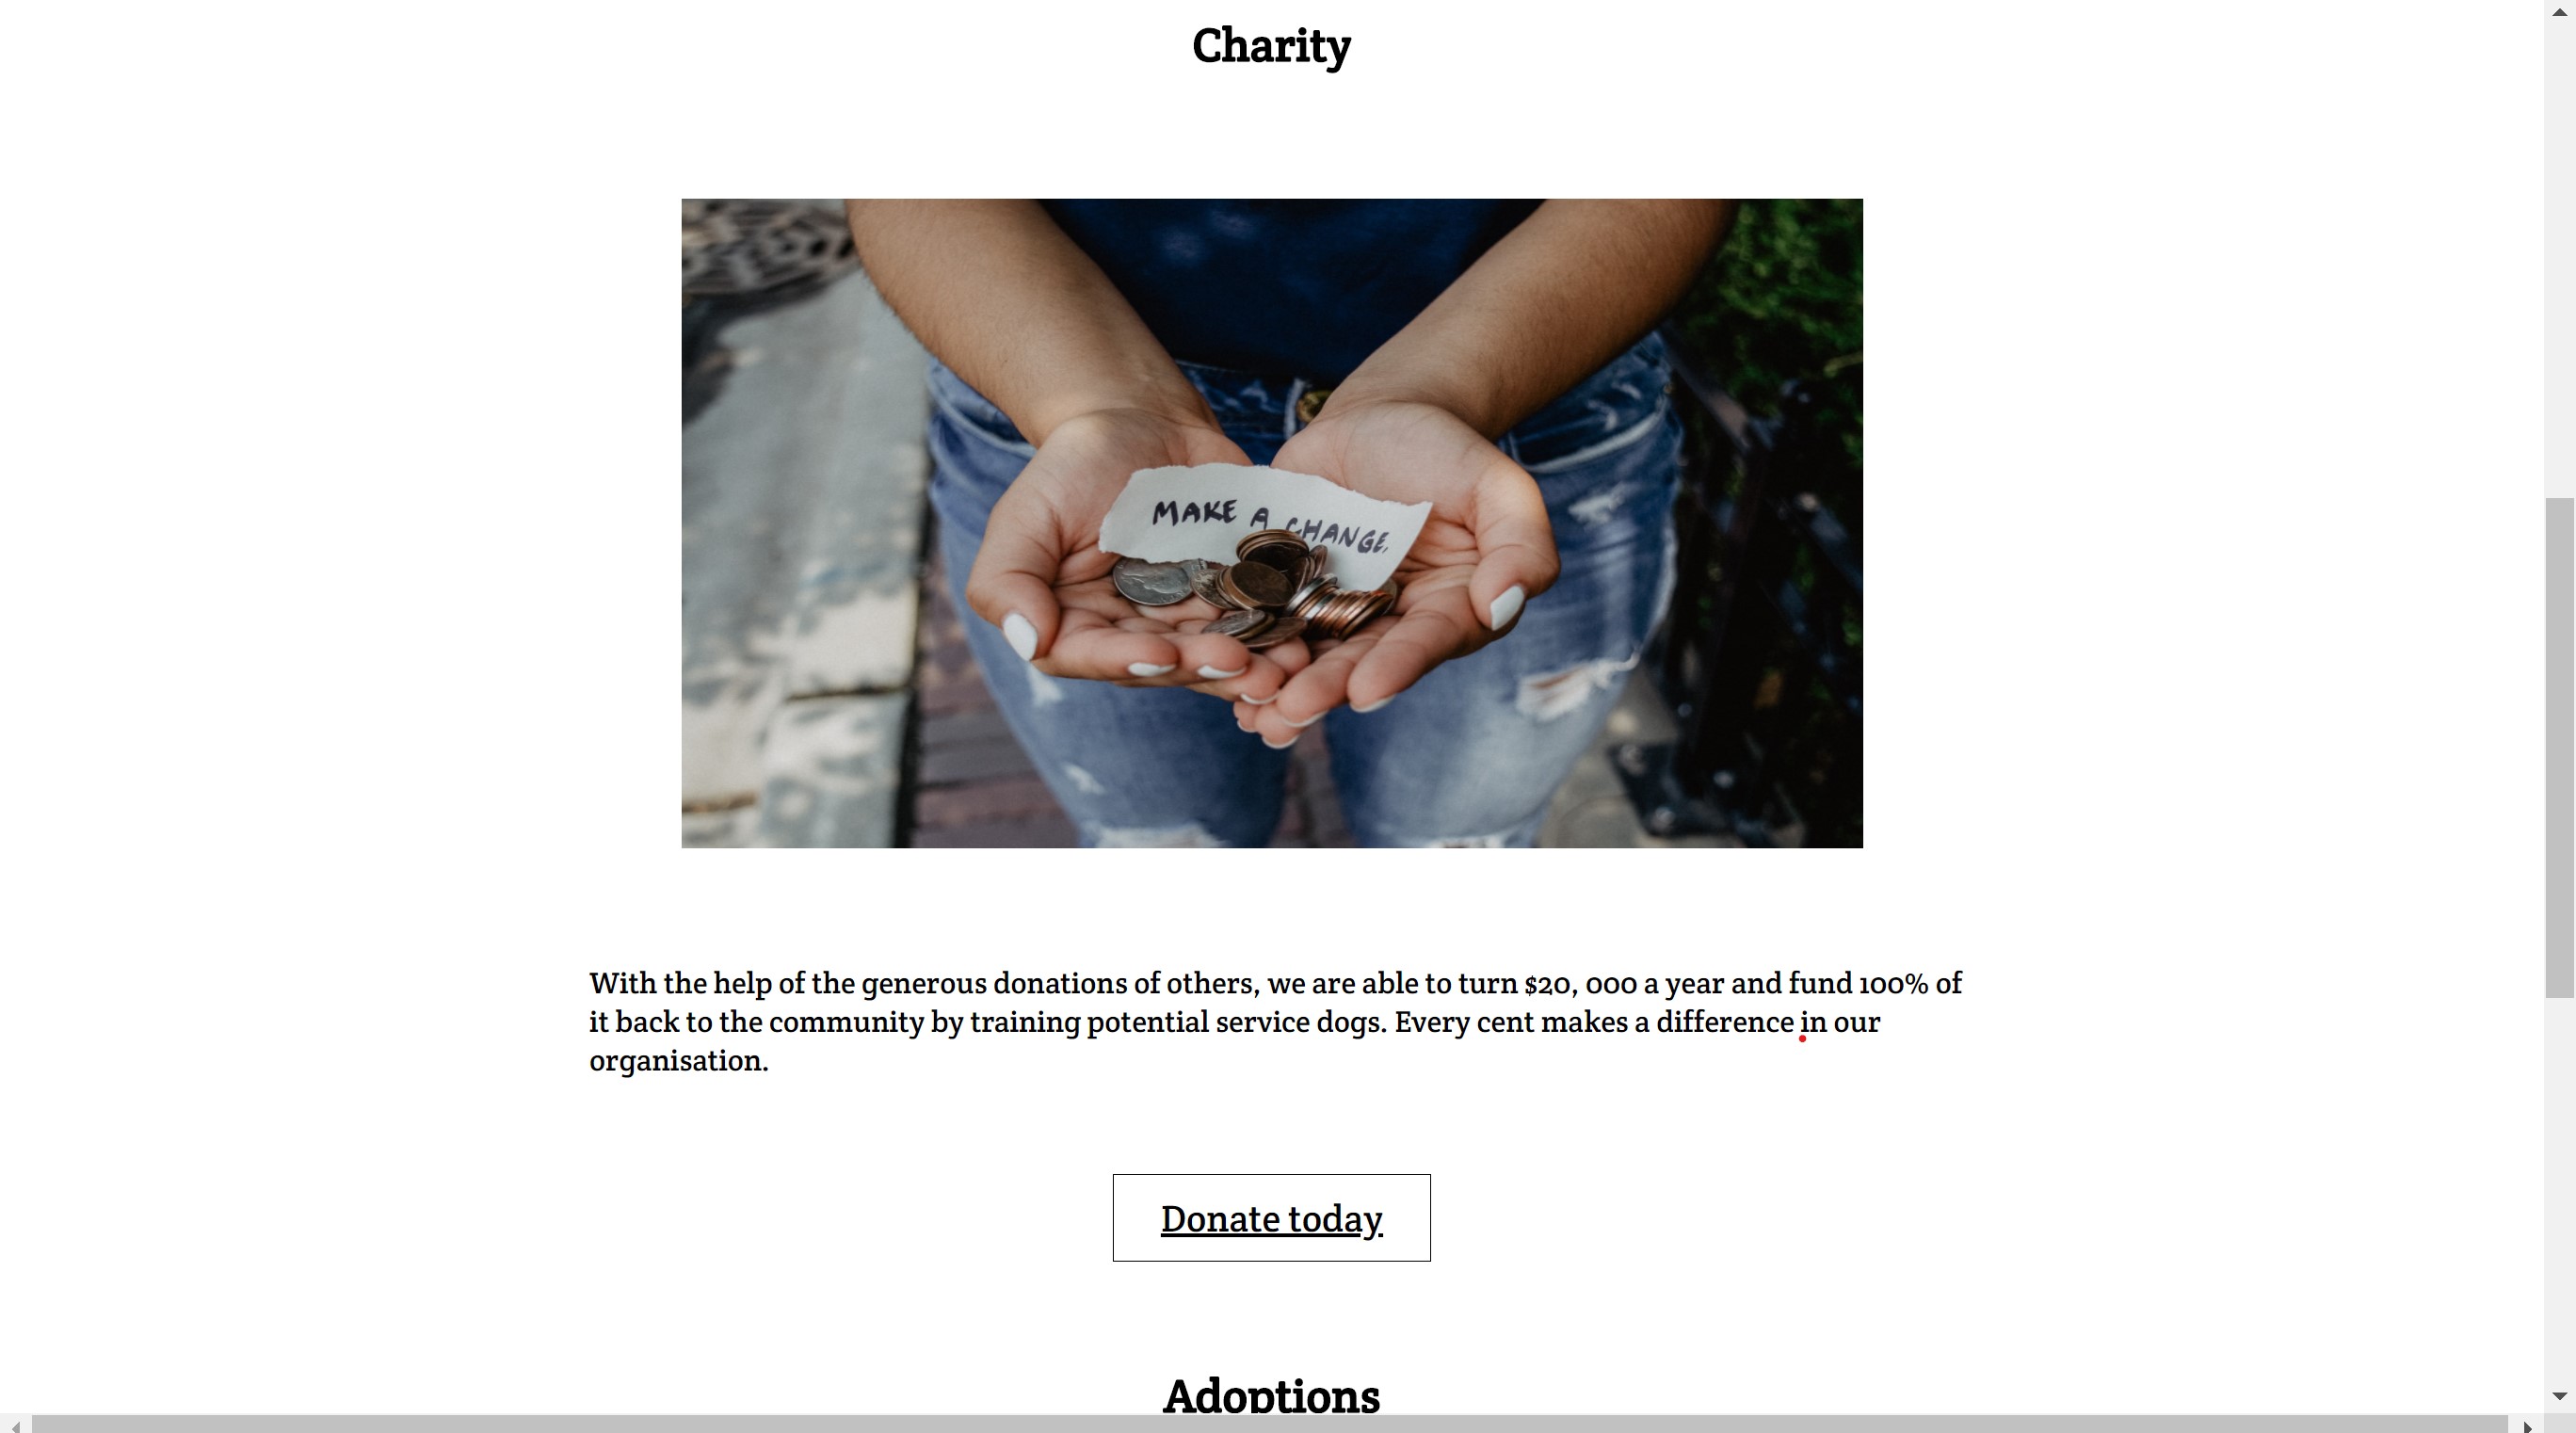 Charity
MAKE A CHANGE.
With the help of the generous donations of others, we are able to turn $20, 000 a year and fund 100% of
it back to the community by training potential service dogs. Every cent makes a difference in our
organisation.
Donate today
Adoptions